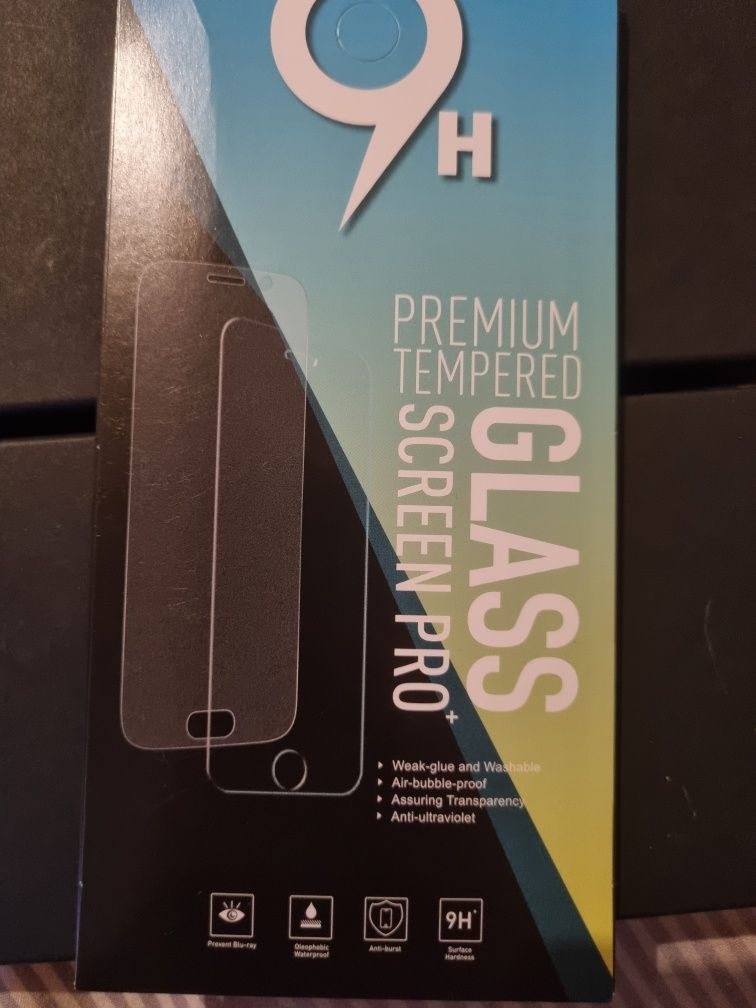 9H
PREMIUM
TEMPERED
GLASS
SCREEN PRO+
Weak-glue and Washable
Air-bubble-proof
Assuring Transparency
Anti-ultraviolet
Prevent Blu-ray
Oleophobic
Waterproof
Anti-burst
9H
Surface
Hardness